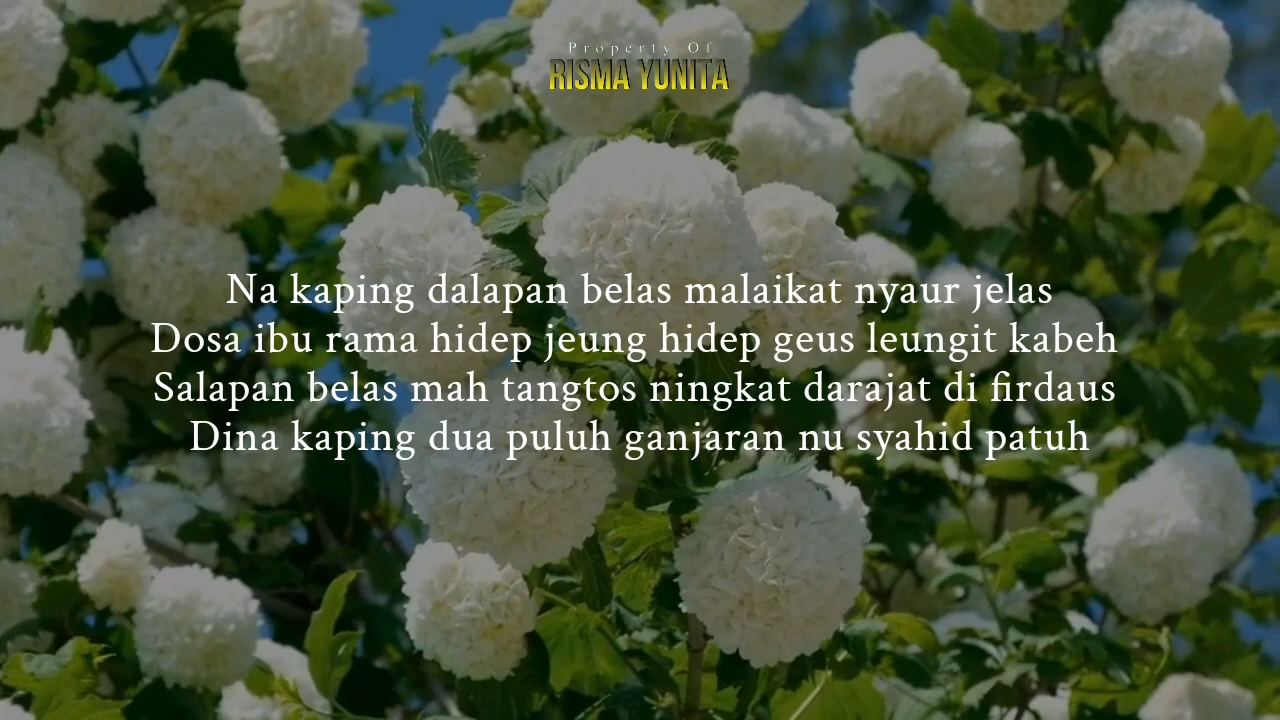 Property Of
RISMA YUNITA
Na kaping dalapan belas malaikat nyaur jelas
Dosa ibu rama hidep jeung hidep geus leungit kabeh
Salapan belas mah tangtos ningkat darajat di firdaus
Dina kaping dua puluh ganjaran nu syahid patuh